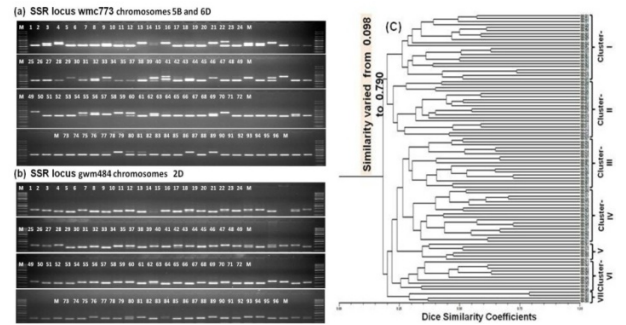 (a) SSR locus wmc773 chromosomes 5B and 6D
M 1 2 3 4 5 6 7 8 9 10 11 12 13 14 15 16 17 18 19 20 21 22 23 24 M
M 25 26 27 28 29 30 31 32 33 34 35 36 37 38 39 40 41 42 43 44 45 46 47 48 49 M
M 49 50 51 52 53 54 55 56 57 58 59 60 61 62 63 64 65 66 67 68 69 70 71 72 M
M 73 74 75 76 77 78 79 80 81 82 83 84 85 86 87 88 89 90 91 92 93 94 95 96 M
(b) SSR locus gwm484 chromosomes 2D
M 1 2 3 4 5 6 7 8 9 10 11 12 13 14 15 16 17 18 19 20 21 22 23 24 M
M 25 26 27 28 29 30 31 32 33 34 35 36 37 38 39 40 41 42 43 44 45 46 47 48 49 M
M 49 50 51 52 53 54 55 56 57 58 59 60 61 62 63 64 65 66 67 68 69 70 71 72 M
M 73 74 75 76 77 78 79 80 81 82 83 84 85 86 87 88 89 90 91 92 93 94 95 96 M
(C)
Similarity varied from 0.098
to 0.790
Cluster-
I
Cluster-
II
Cluster-
III
Cluster-
IV
Cluster-
V
Cluster-
VI
VII
Dice Similarity Coefficients